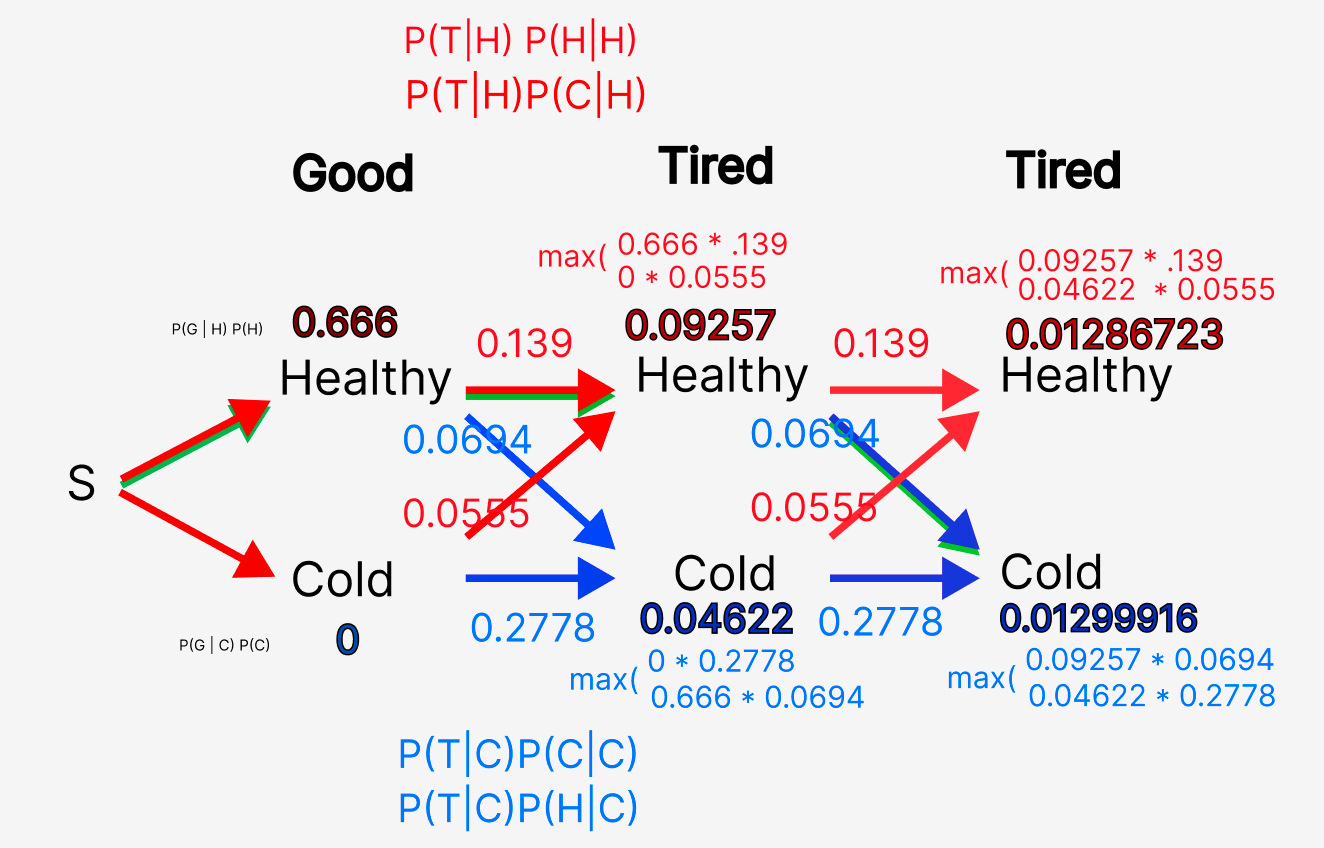 P(T|H) P(H|H)
P(T|H)P(C|H)
Good
Tired
Tired
max( 0.666 * .139
0 * 0.0555
max( 0.09257 * .139
0.04622 * 0.0555
P(G | H) P(H)
0.666
0.139
0.09257
0.139
0.01286723
Healthy
Healthy
Healthy
0.0694
0.0694
S
0.0555
0.0555
Cold
Cold
Cold
P(G | C) P(C)
0
0.2778
0.04622
0.2778
0.01299916
max( 0 * 0.2778
0.666 * 0.0694
max( 0.09257 * 0.0694
0.04622 * 0.2778
P(T|C)P(C|C)
P(T|C)P(H|C)